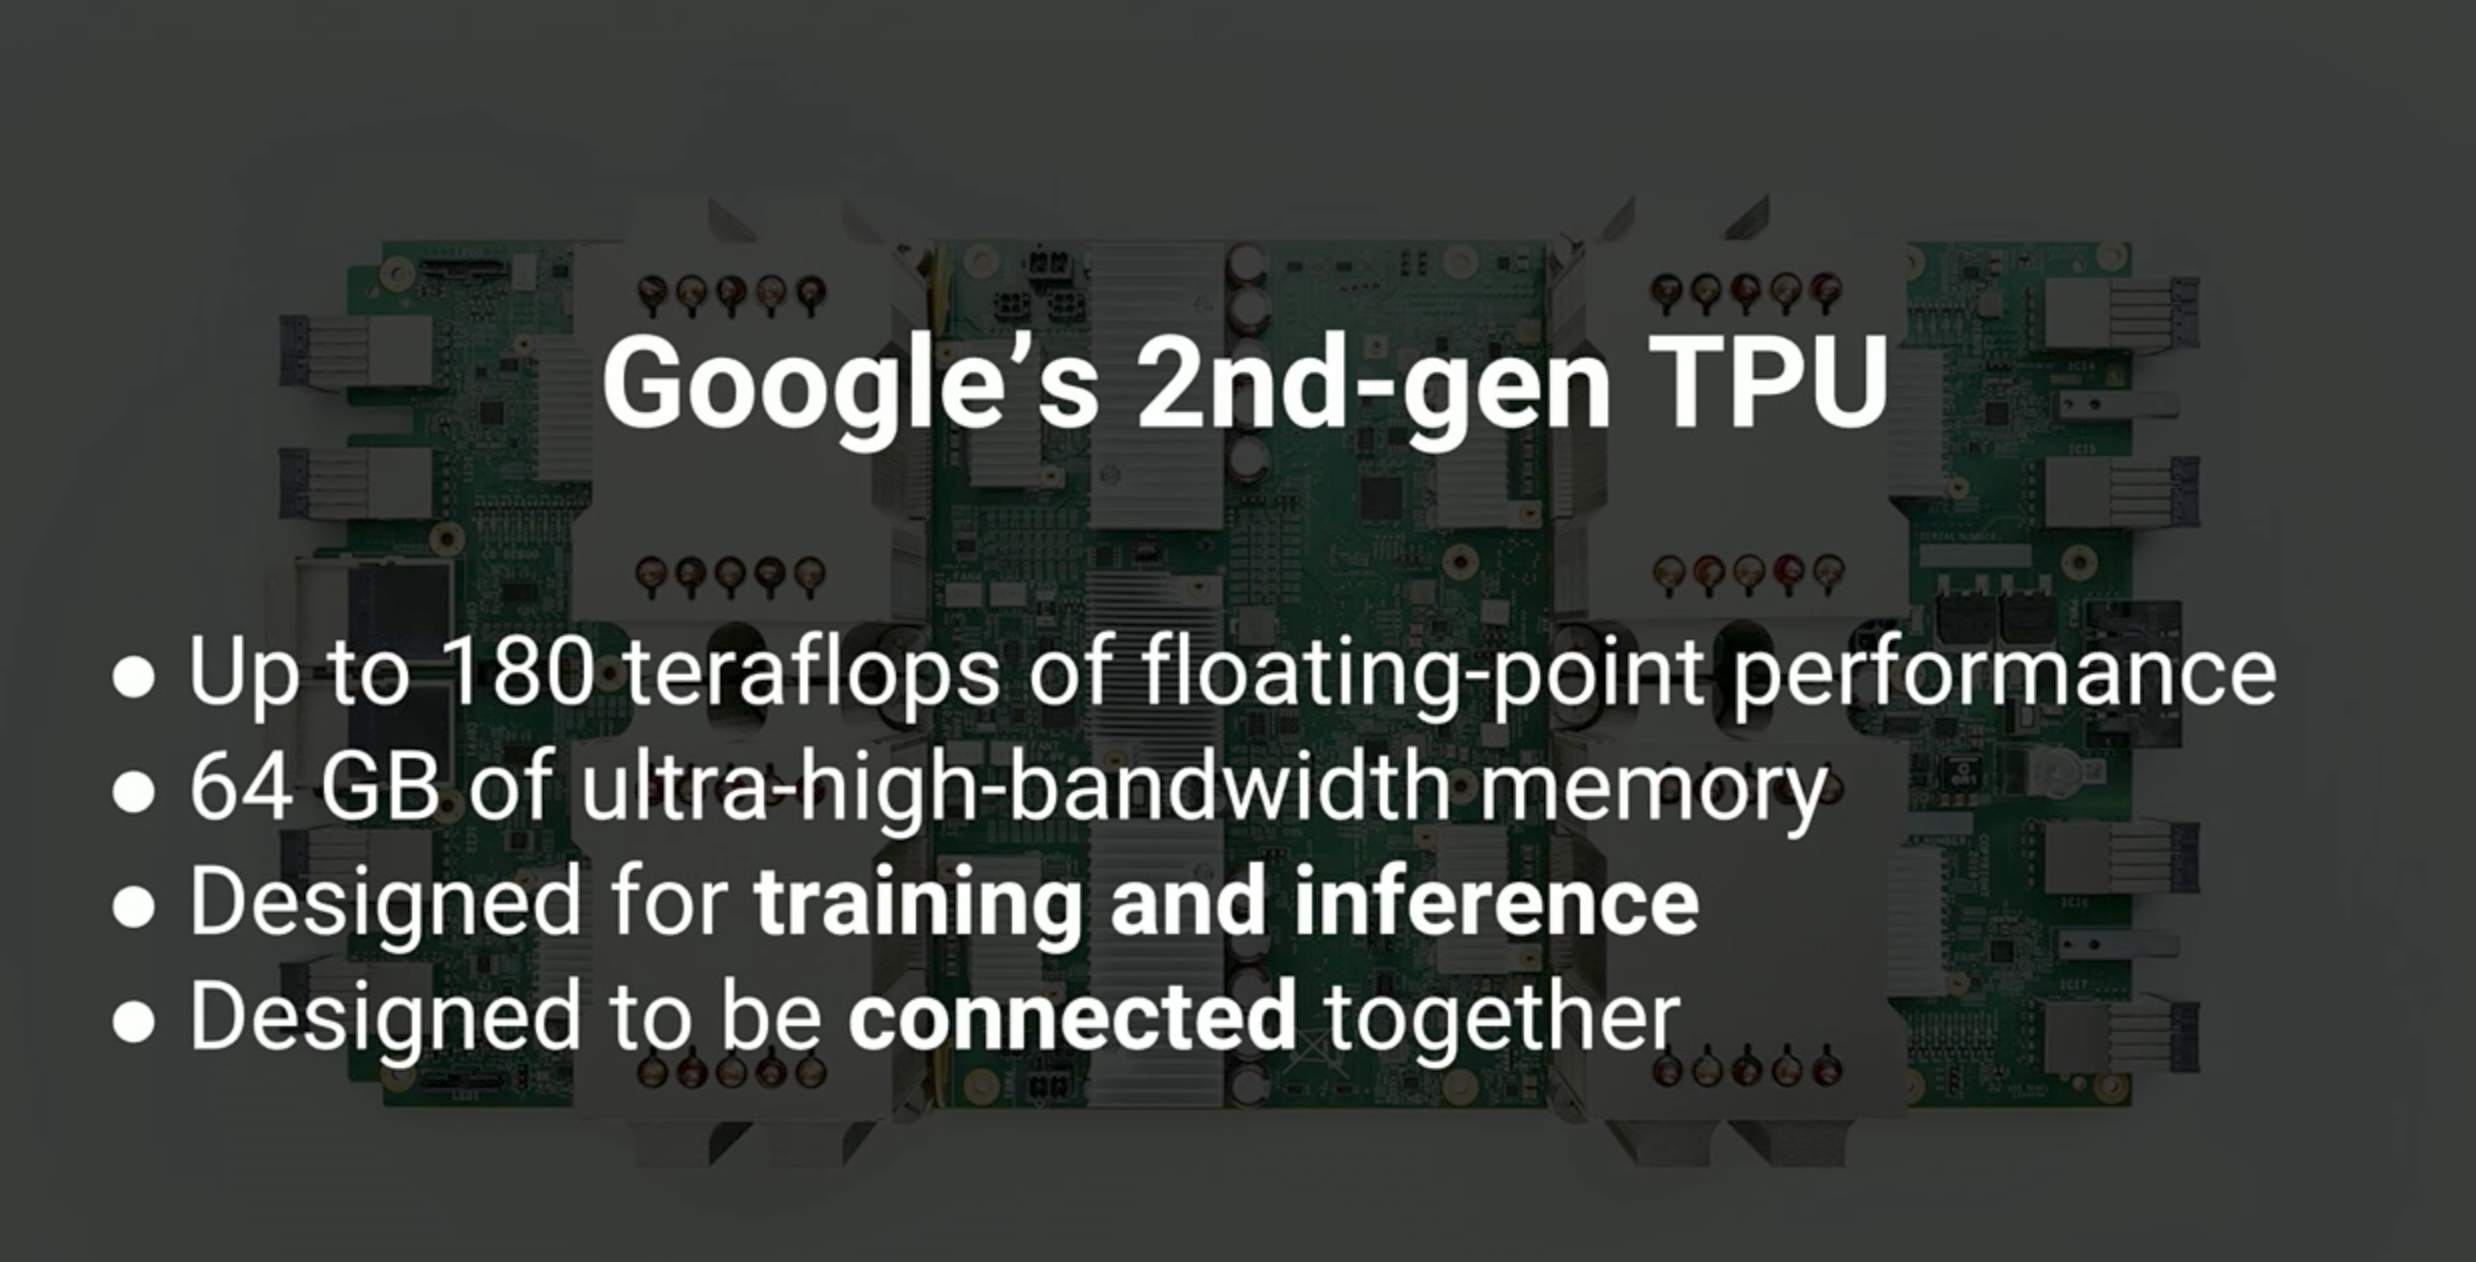 Google’s 2nd-gen TPU
● Up to 180 teraflops of floating-point performance
● 64 GB of ultra-high-bandwidth memory
● Designed for training and inference
● Designed to be connected together